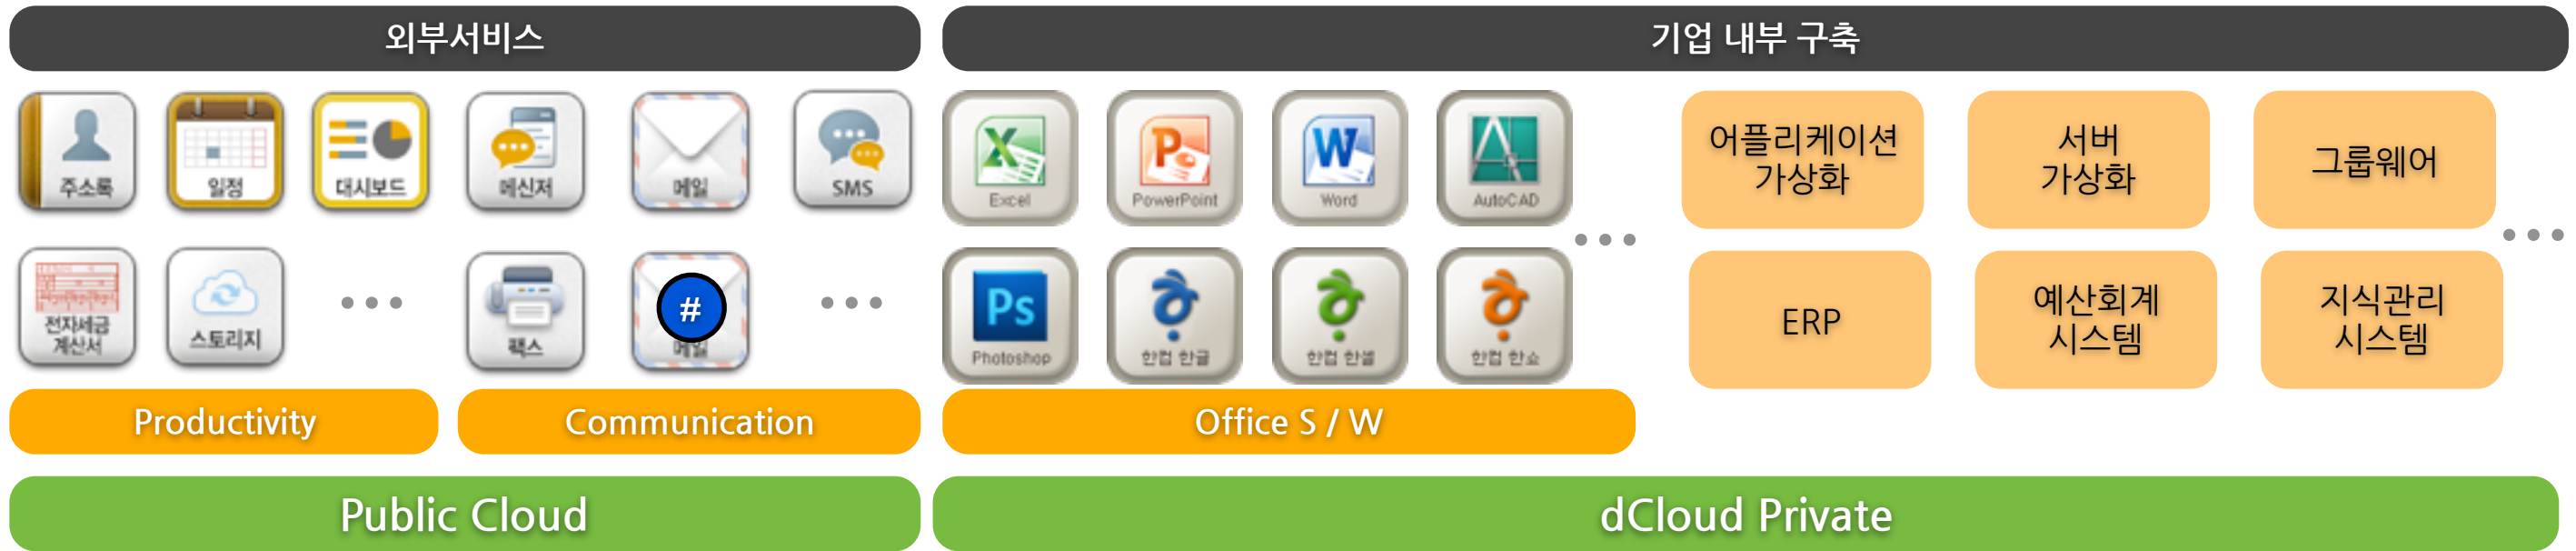 외부서비스
기업 내부 구축
주소록
일정
대시보드
메신저
메일
SMS
Excel
PowerPoint
Word
AutoCAD
어플리케이션
가상화
서버
가상화
그룹웨어
전자세금
계산서
스토리지
팩스
#
메일
Photoshop
한컴 한글
한컴 한셀
한컴 한쇼
ERP
예산회계
시스템
지식관리
시스템
Productivity
Communication
Office S / W
Public Cloud
dCloud Private